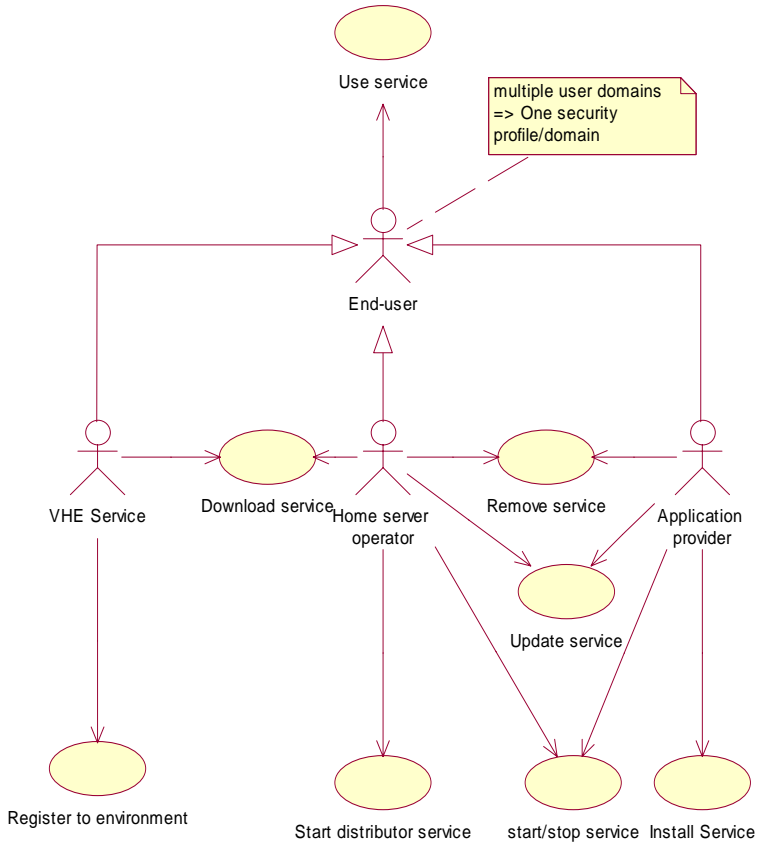 Use service
multiple user domains
=> One security
profile/domain
End-user
VHE Service
Download service
Home server
operator
Remove service
Application
provider
Update service
Register to environment
Start distributor service
start/stop service
Install Service